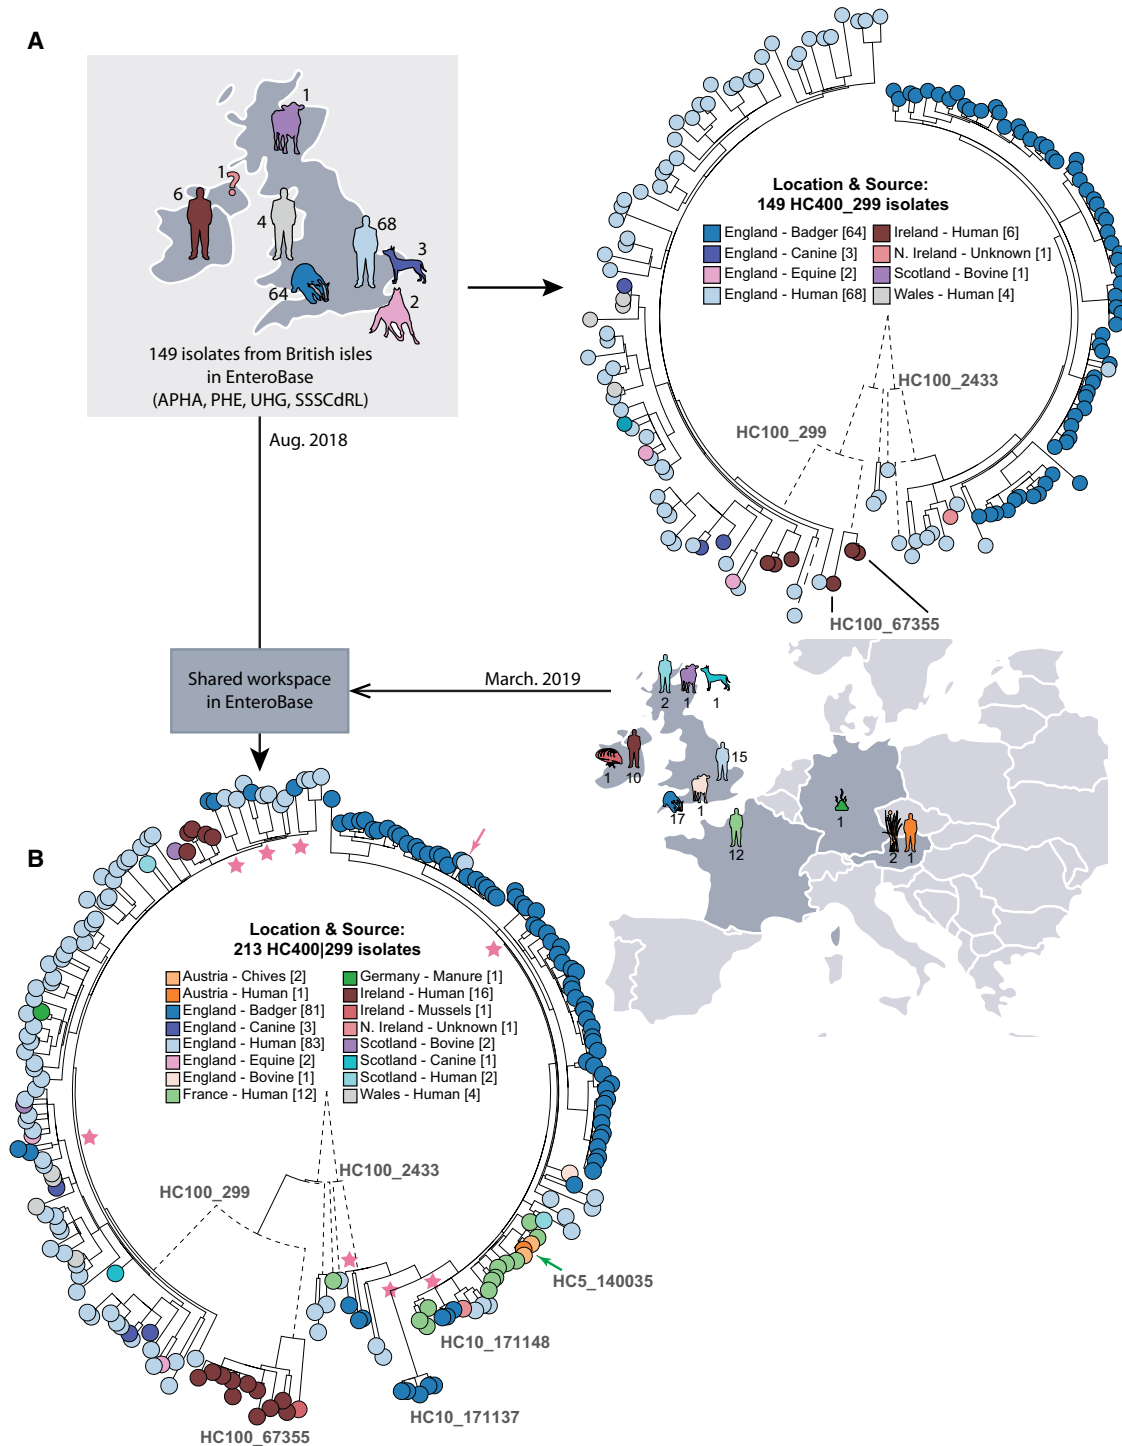 A
1
1
?
6
4
68
3
64
2
149 isolates from British isles
in EnteroBase
(APHA, PHE, UHG, SSSCdRL)
Aug. 2018
Location & Source:
149 HC400_299 isolates
England - Badger [64]
England - Canine [3]
England - Equine [2]
England - Human [68]
Ireland - Human [6]
N. Ireland - Unknown [1]
Scotland - Bovine [1]
Wales - Human [4]
HC100_2433
HC100_299
HC100_67355
Shared workspace
in EnteroBase
March. 2019
2
1
1
15
1
10
17
1
12
1
2
1
B
Location & Source:
213 HC400|299 isolates
Austria - Chives [2]
Austria - Human [1]
England - Badger [81]
England - Canine [3]
England - Human [83]
England - Equine [2]
England - Bovine [1]
France - Human [12]
Germany - Manure [1]
Ireland - Human [16]
Ireland - Mussels [1]
N. Ireland - Unknown [1]
Scotland - Bovine [2]
Scotland - Canine [1]
Scotland - Human [2]
Wales - Human [4]
HC100_2433
HC100_299
HC5_140035
HC10_171148
HC10_171137
HC100_67355